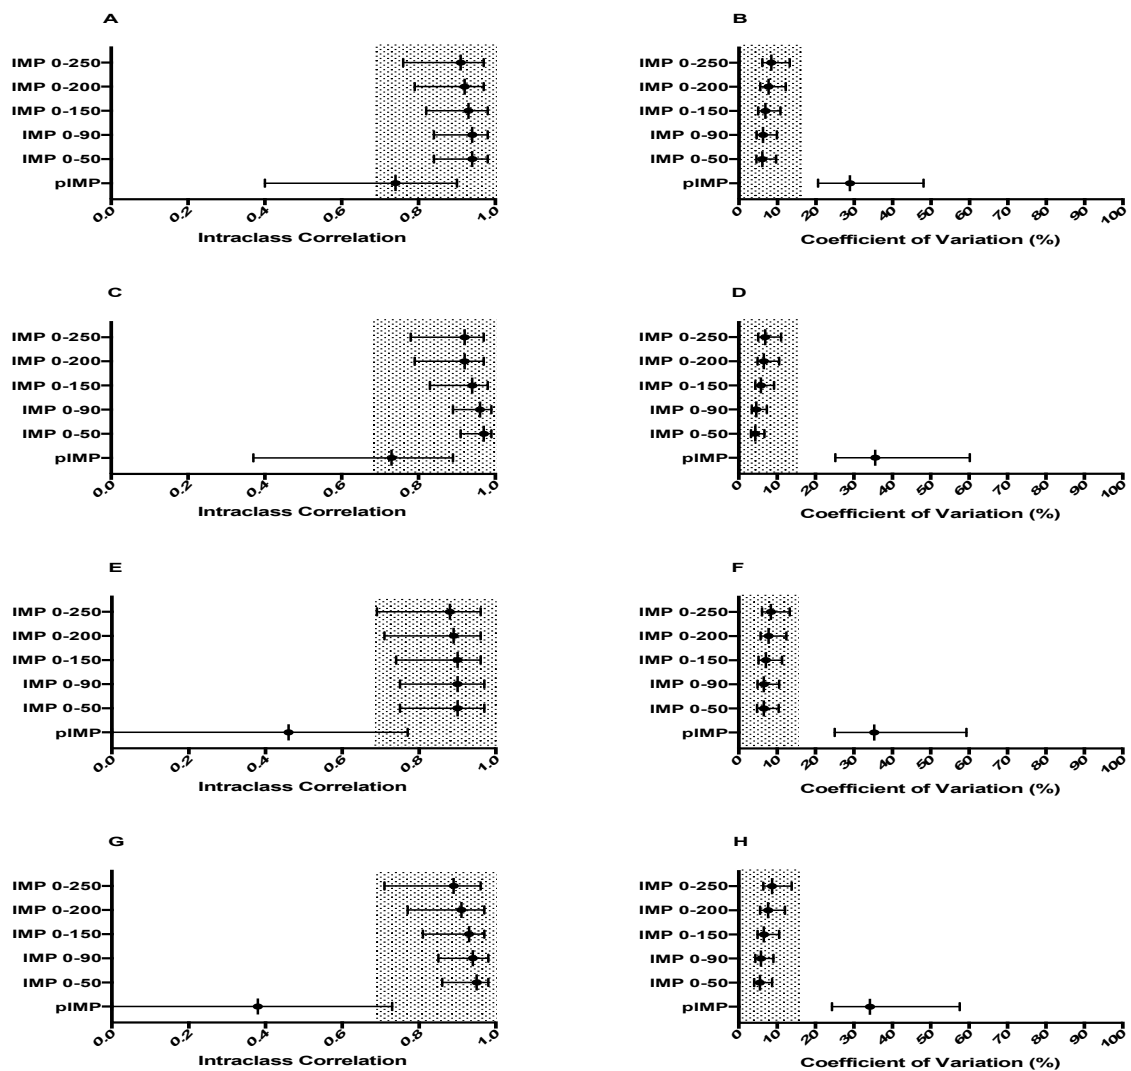 A
IMP 0-250
IMP 0-200
IMP 0-150
IMP 0-90
IMP 0-50
pIMP
0.0 0.2 0.4 0.6 0.8 1.0
Intraclass Correlation
B
IMP 0-250
IMP 0-200
IMP 0-150
IMP 0-90
IMP 0-50
pIMP
0 10 20 30 40 50 60 70 80 90 100
Coefficient of Variation (%)
C
IMP 0-250
IMP 0-200
IMP 0-150
IMP 0-90
IMP 0-50
pIMP
0.0 0.2 0.4 0.6 0.8 1.0
Intraclass Correlation
D
IMP 0-250
IMP 0-200
IMP 0-150
IMP 0-90
IMP 0-50
pIMP
0 10 20 30 40 50 60 70 80 90 100
Coefficient of Variation (%)
E
IMP 0-250
IMP 0-200
IMP 0-150
IMP 0-90
IMP 0-50
pIMP
0.0 0.2 0.4 0.6 0.8 1.0
Intraclass Correlation
F
IMP 0-250
IMP 0-200
IMP 0-150
IMP 0-90
IMP 0-50
pIMP
0 10 20 30 40 50 60 70 80 90 100
Coefficient of Variation (%)
G
IMP 0-250
IMP 0-200
IMP 0-150
IMP 0-90
IMP 0-50
pIMP
0.0 0.2 0.4 0.6 0.8 1.0
Intraclass Correlation
H
IMP 0-250
IMP 0-200
IMP 0-150
IMP 0-90
IMP 0-50
pIMP
0 10 20 30 40 50 60 70 80 90 100
Coefficient of Variation (%)